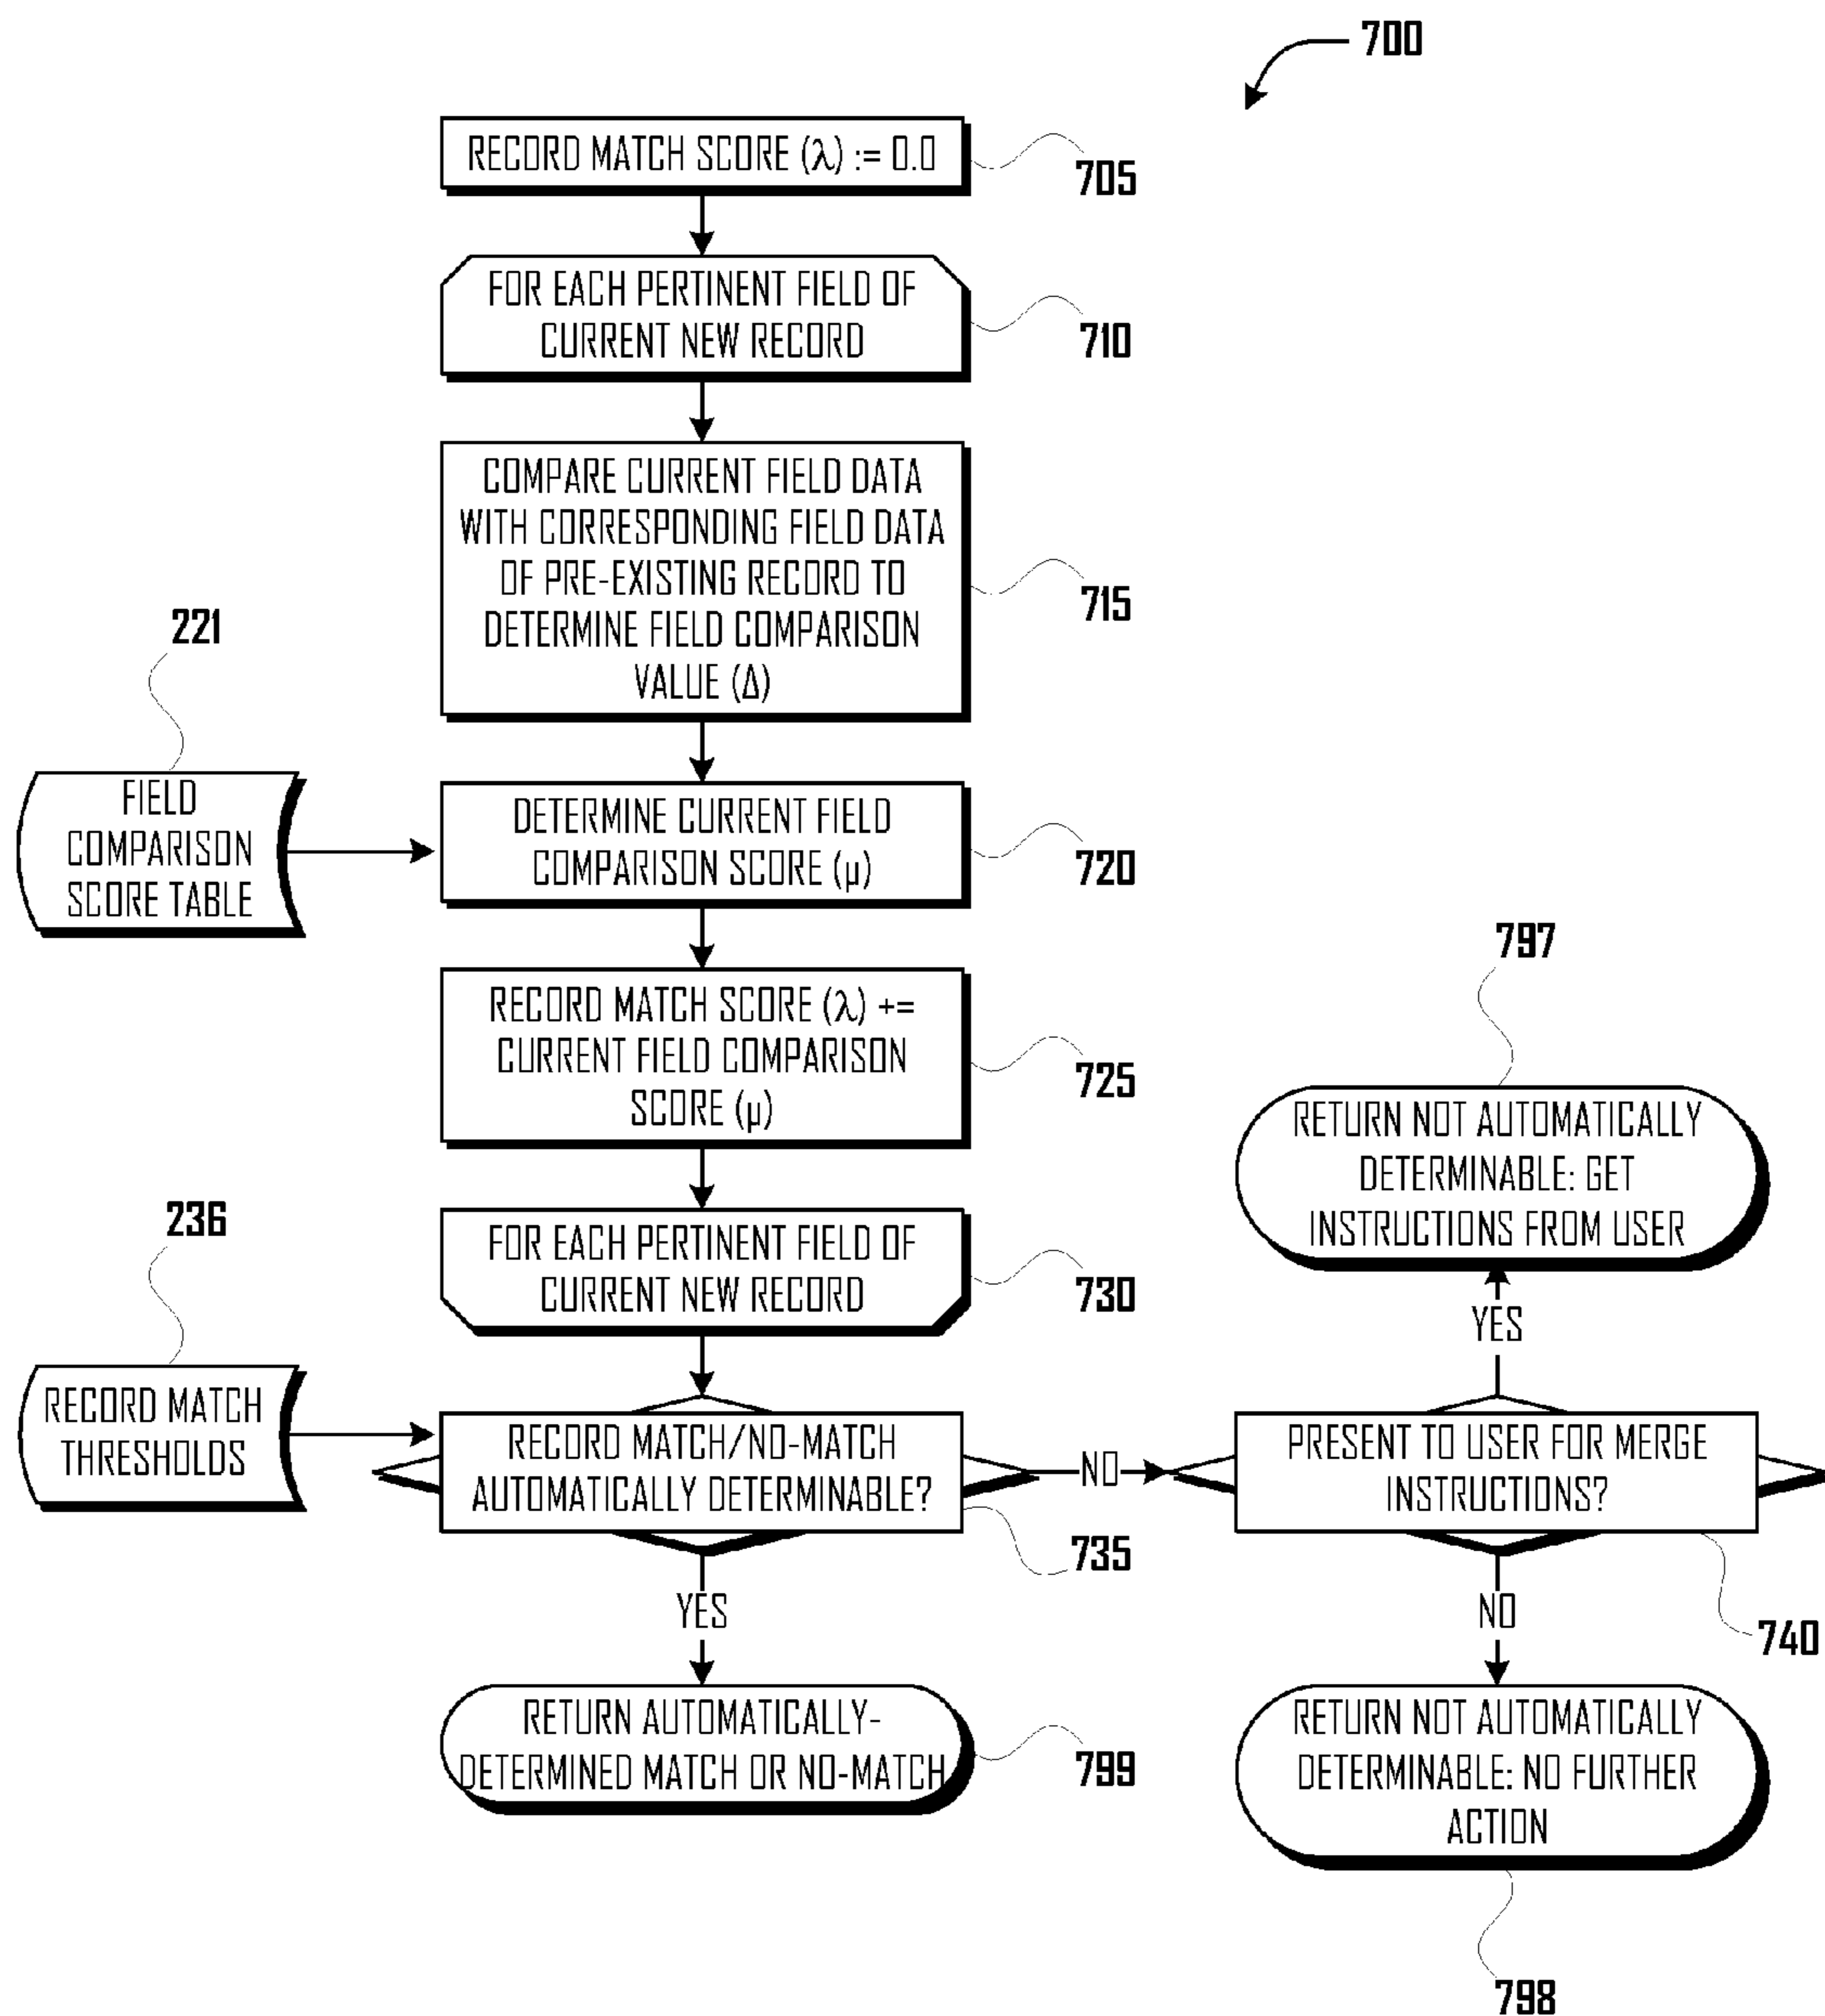 700
RECORD MATCH SCORE (λ) := 0.0
705
FOR EACH PERTINENT FIELD OF
CURRENT NEW RECORD
710
COMPARE CURRENT FIELD DATA
WITH CORRESPONDING FIELD DATA
OF PRE-EXISTING RECORD TO
DETERMINE FIELD COMPARISON
VALUE (Δ)
715
221
FIELD
COMPARISON
SCORE TABLE
DETERMINE CURRENT FIELD
COMPARISON SCORE (μ)
720
RECORD MATCH SCORE (λ) +=
CURRENT FIELD COMPARISON
SCORE (μ)
725
797
RETURN NOT AUTOMATICALLY
DETERMINABLE: GET
INSTRUCTIONS FROM USER
FOR EACH PERTINENT FIELD OF
CURRENT NEW RECORD
730
236
RECORD MATCH
THRESHOLDS
RECORD MATCH/NO-MATCH
AUTOMATICALLY DETERMINABLE?
735
NO
YES
PRESENT TO USER FOR MERGE
INSTRUCTIONS?
740
YES
NO
RETURN AUTOMATICALLY-
DETERMINED MATCH OR NO-MATCH
799
RETURN NOT AUTOMATICALLY
DETERMINABLE: NO FURTHER
ACTION
798